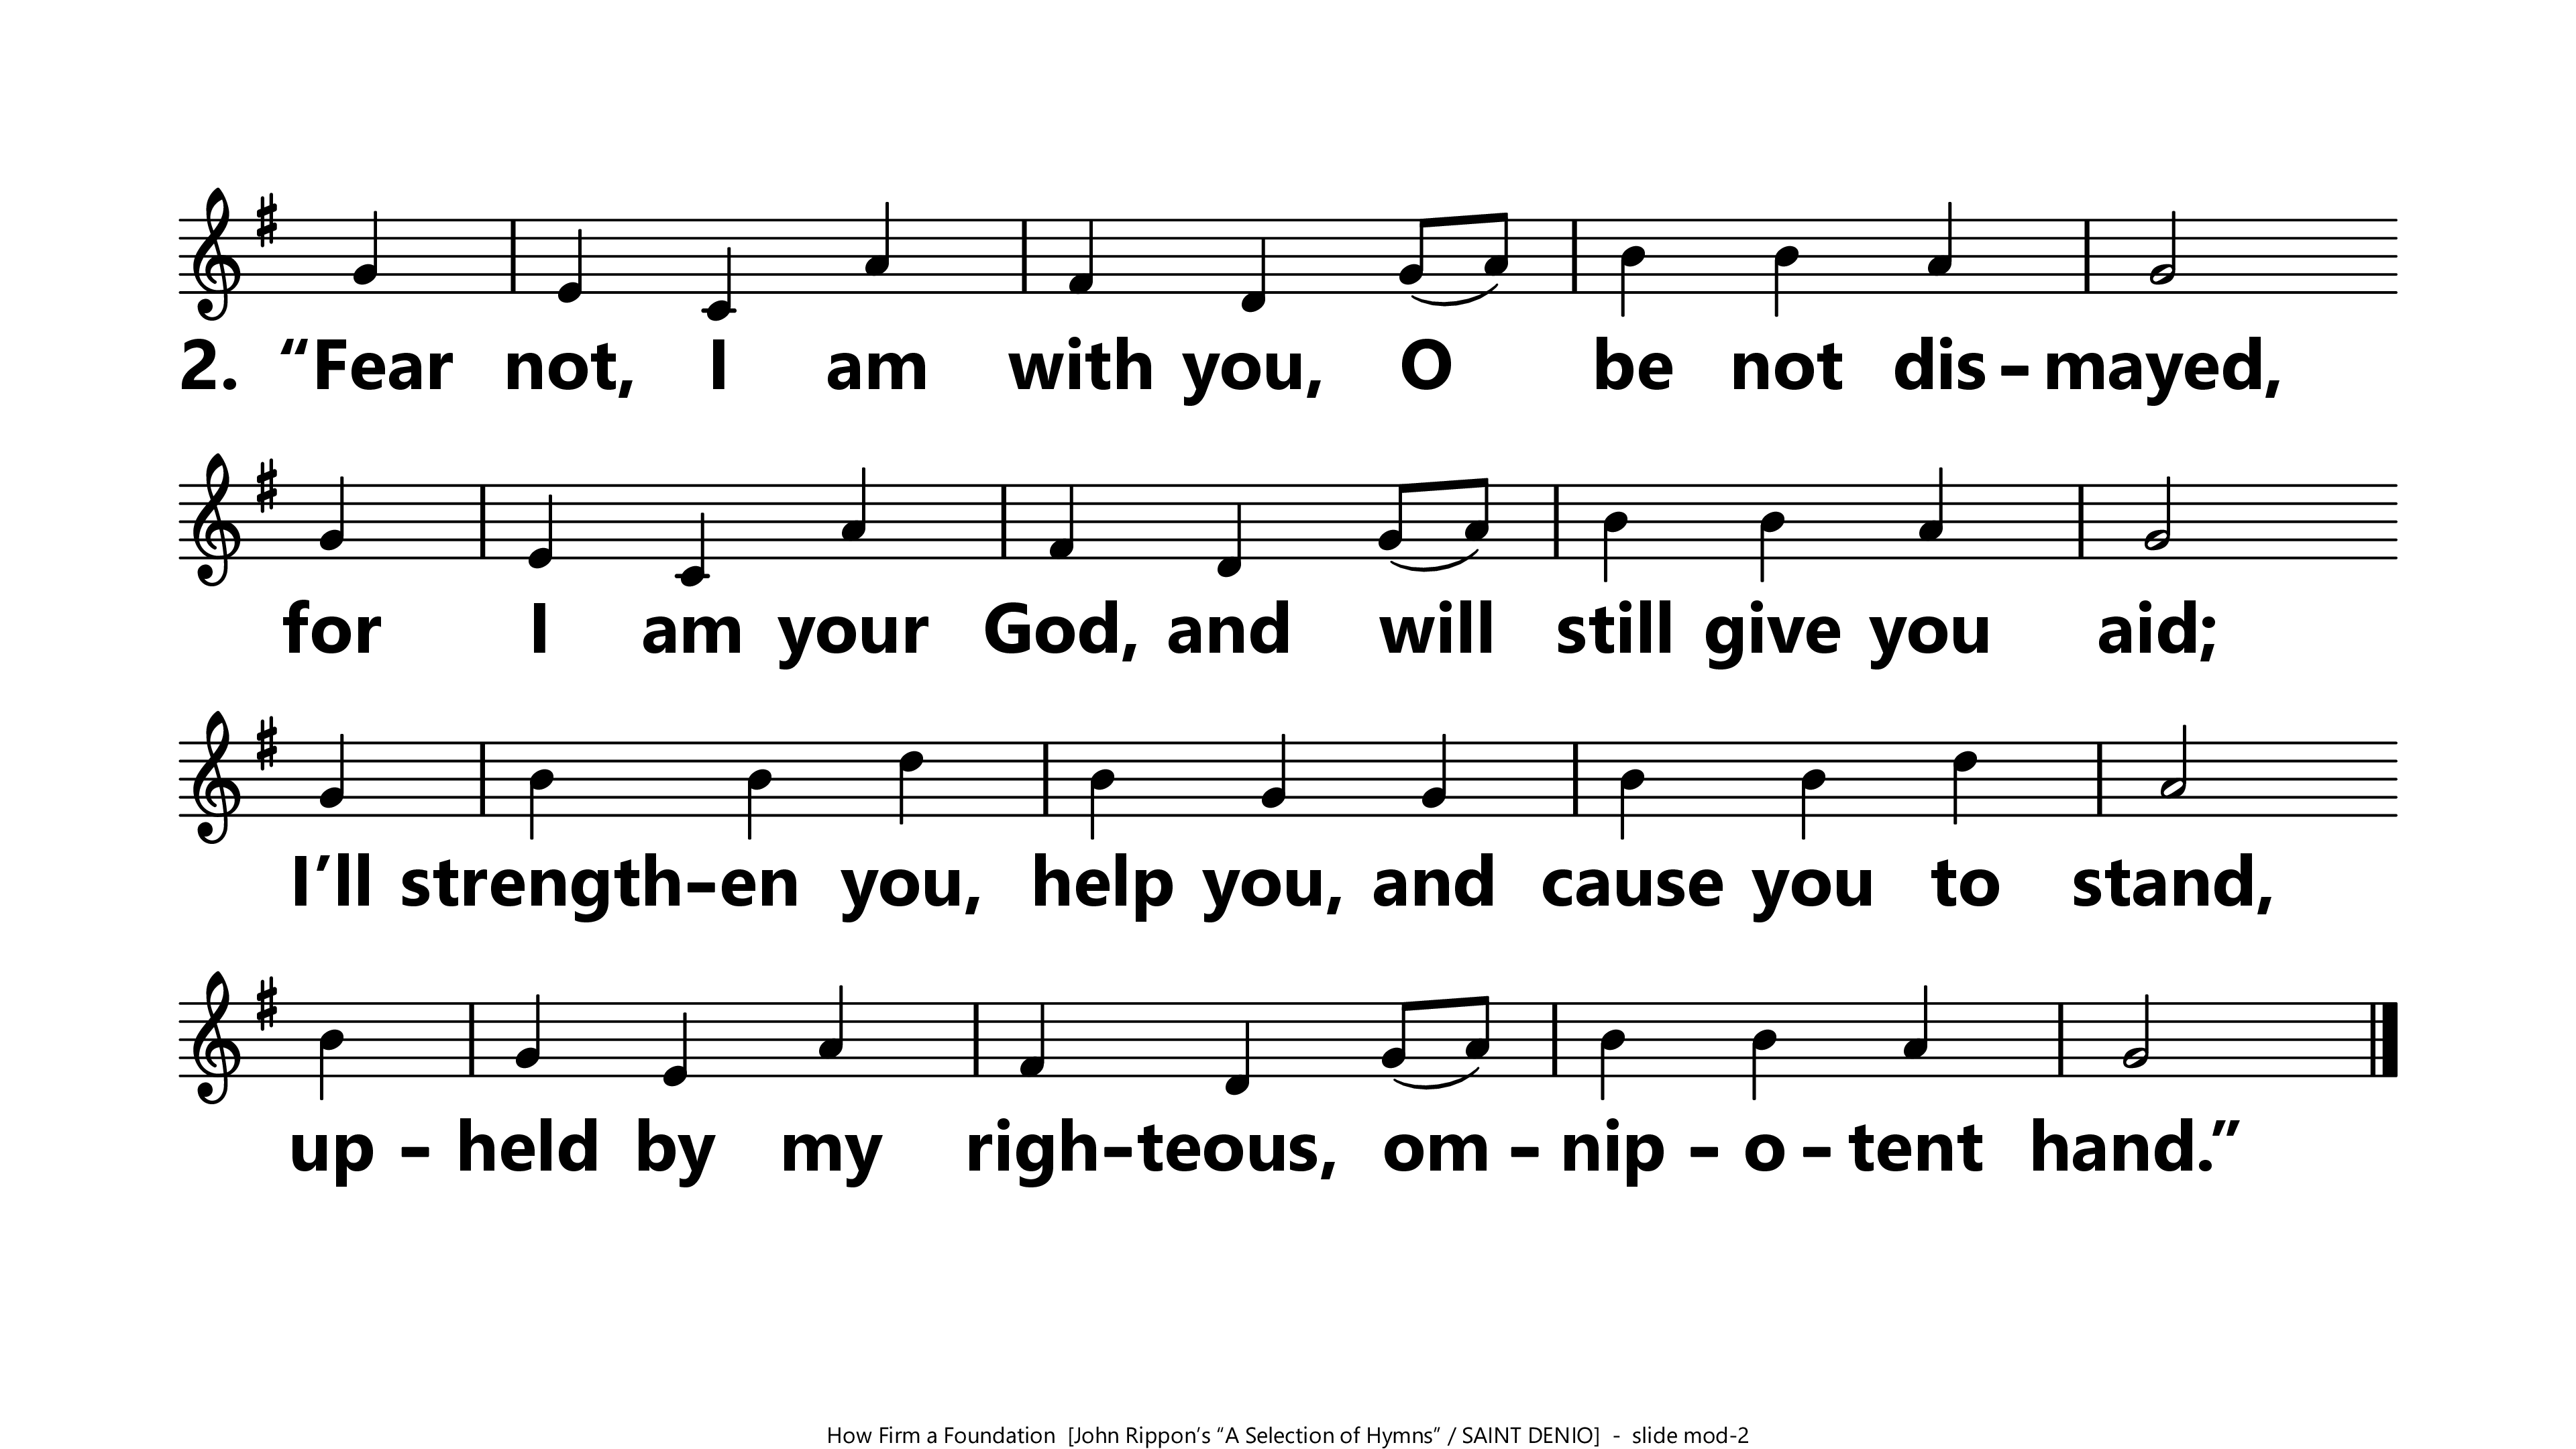 2. “Fear not, I am with you, O be not dis-mayed,
for I am your God, and will still give you aid;
I’ll strength-en you, help you, and cause you to stand,
up - held by my righ-teous, om - nip - o - tent hand.”
How Firm a Foundation [John Rippon’s “A Selection of Hymns” / SAINT DENIO] - slide mod-2